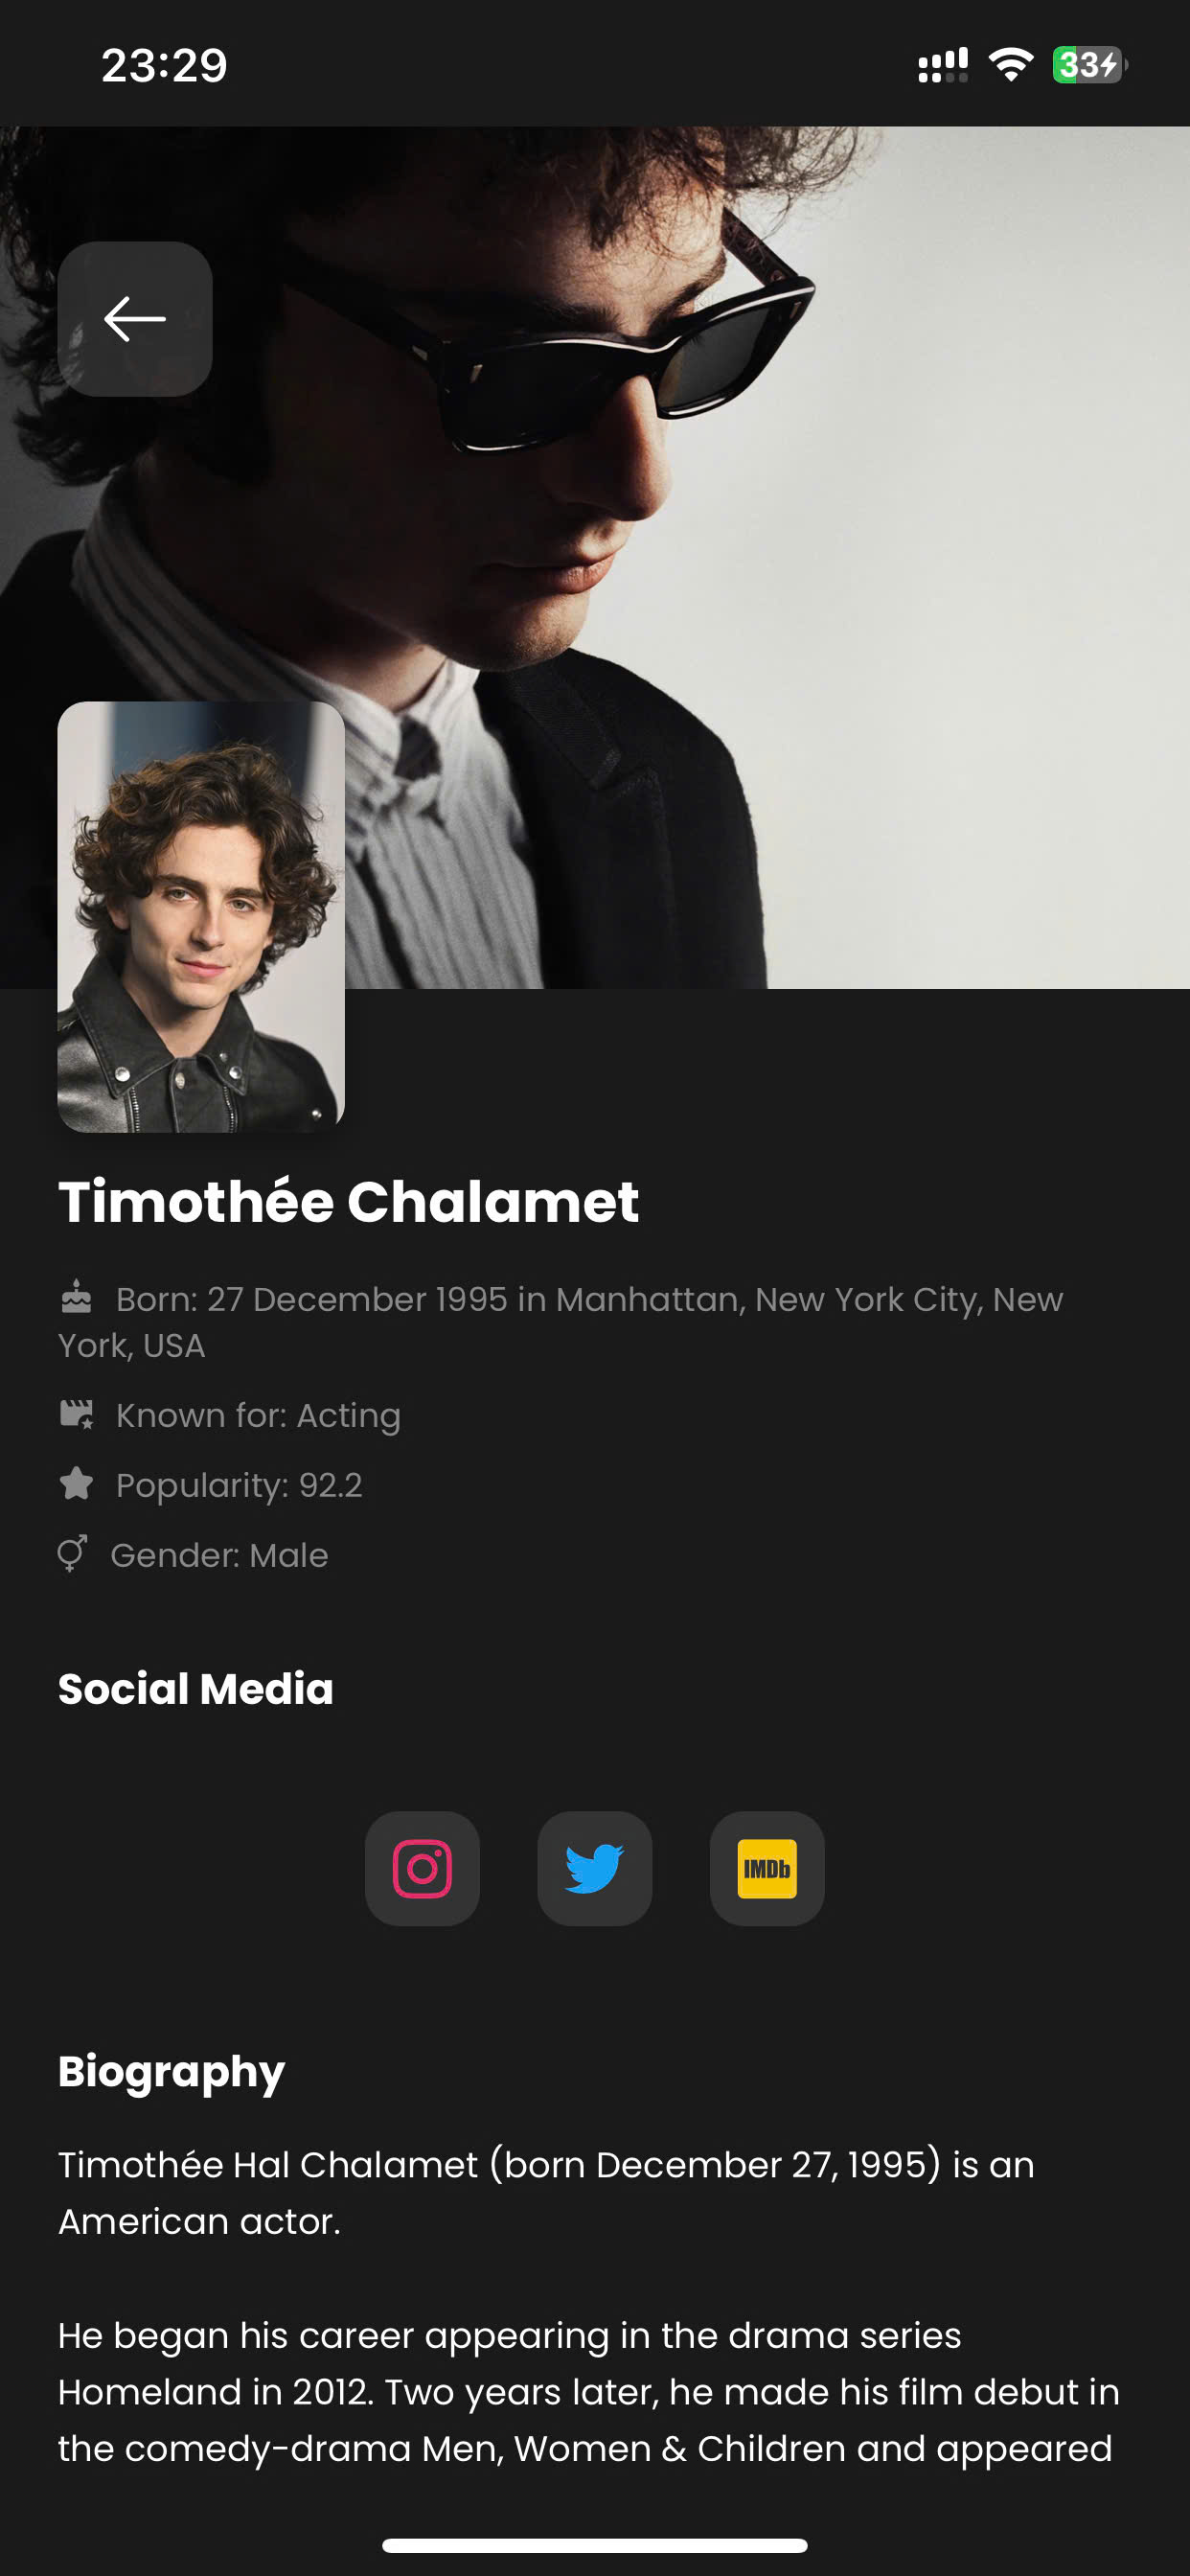 23:29
33
Timothée Chalamet
Born: 27 December 1995 in Manhattan, New York City, New
York, USA
Known for: Acting
Popularity: 92.2
Gender: Male
Social Media
IMDb
Biography
Timothée Hal Chalamet (born December 27, 1995) is an
American actor.
He began his career appearing in the drama series
Homeland in 2012. Two years later, he made his film debut in
the comedy-drama Men, Women & Children and appeared